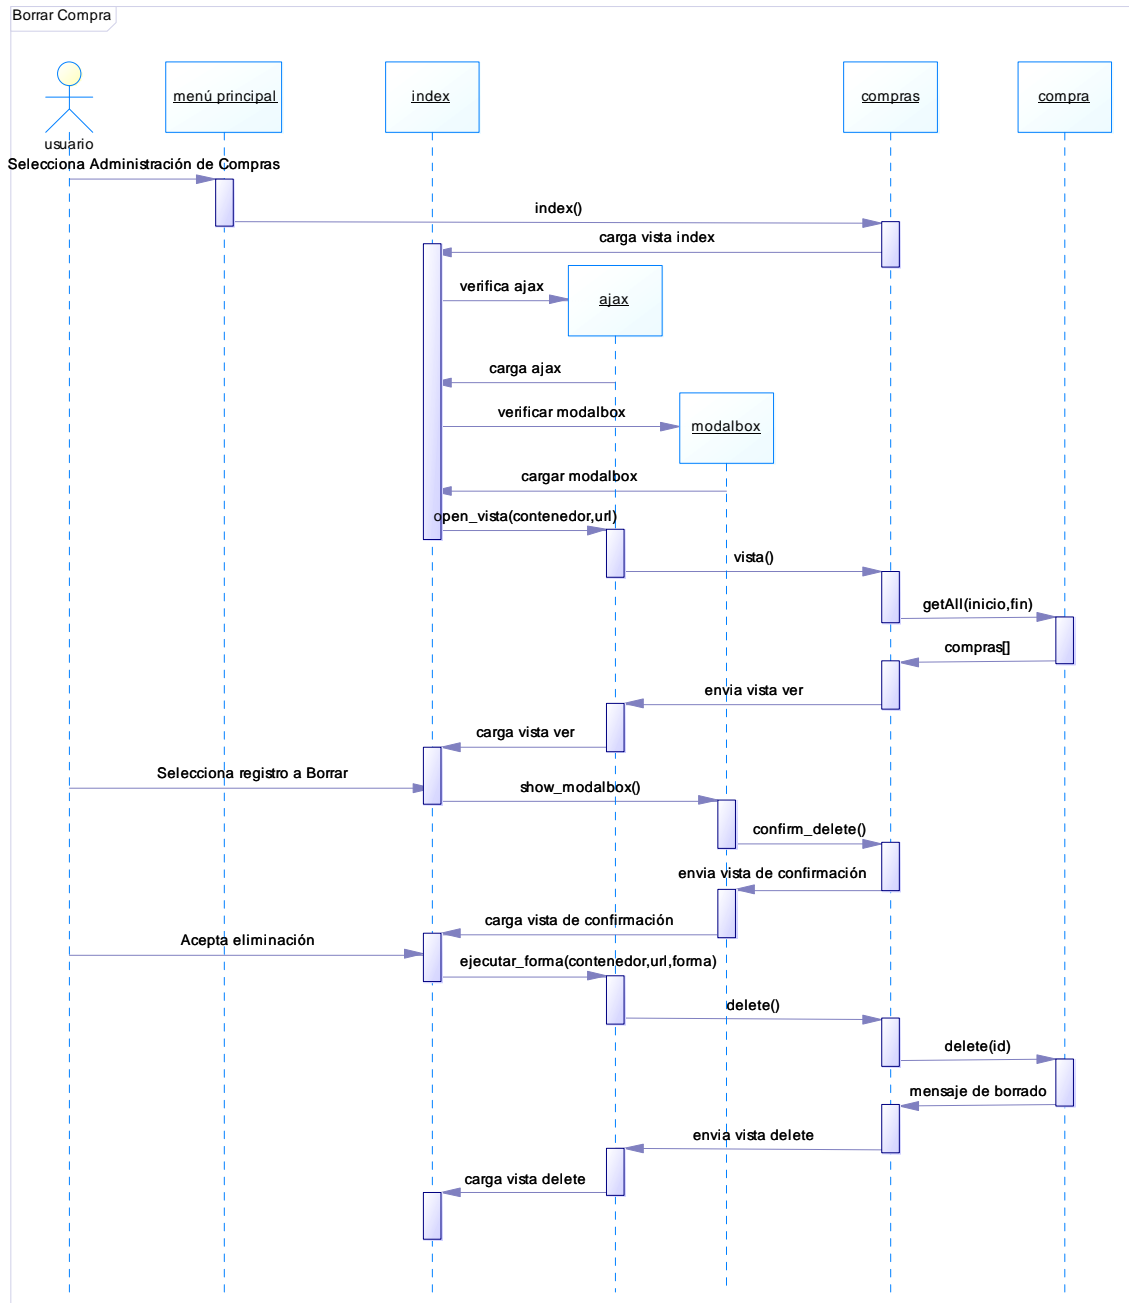 Borrar Compra
usuario
menú principal
index
compras
compra
Selecciona Administración de Compras
index()
carga vista index
verifica ajax
ajax
carga ajax
verificar modalbox
modalbox
cargar modalbox
open_vista(contenedor,url)
vista()
getAll(inicio,fin)
compras[]
envia vista ver
carga vista ver
Selecciona registro a Borrar
show_modalbox()
confirm_delete()
envia vista de confirmación
carga vista de confirmación
Acepta eliminación
ejecutar_forma(contenedor,url,forma)
delete()
delete(id)
mensaje de borrado
envia vista delete
carga vista delete